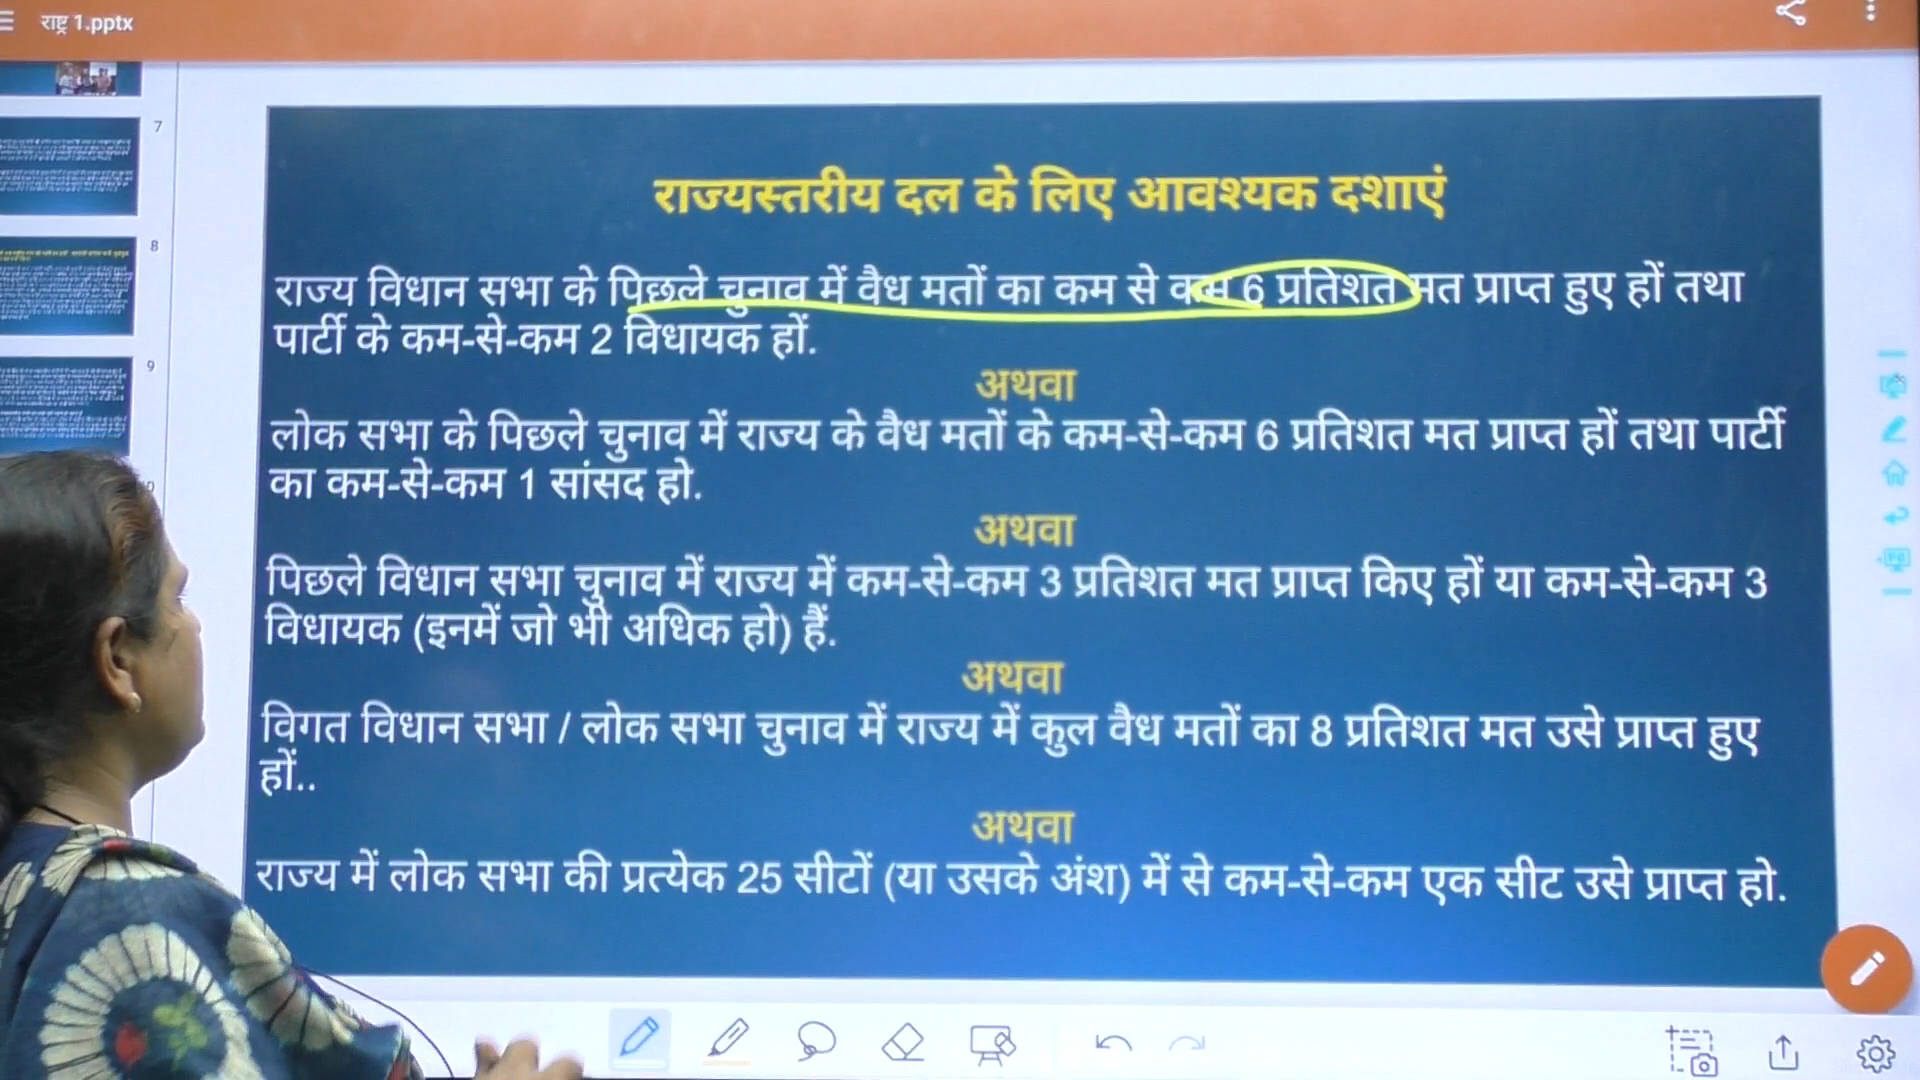 राष्ट्र 1.pptx
7
8
9
राज्यस्तरीय दल के लिए आवश्यक दशाएं
राज्य विधान सभा के पिछले चुनाव में वैध मतों का कम से कम 6 प्रतिशत मत प्राप्त हुए हों तथा
पार्टी के कम-से-कम 2 विधायक हों.
अथवा
लोक सभा के पिछले चुनाव में राज्य के वैध मतों के कम-से-कम 6 प्रतिशत मत प्राप्त हों तथा पार्टी
का कम-से-कम 1 सांसद हो.
अथवा
पिछले विधान सभा चुनाव में राज्य में कम-से-कम 3 प्रतिशत मत प्राप्त किए हों या कम-से-कम 3
विधायक (इनमें जो भी अधिक हो) हैं.
अथवा
विगत विधान सभा / लोक सभा चुनाव में राज्य में कुल वैध मतों का 8 प्रतिशत मत उसे प्राप्त हुए
हों..
अथवा
राज्य में लोक सभा की प्रत्येक 25 सीटों (या उसके अंश) में से कम-से-कम एक सीट उसे प्राप्त हो.